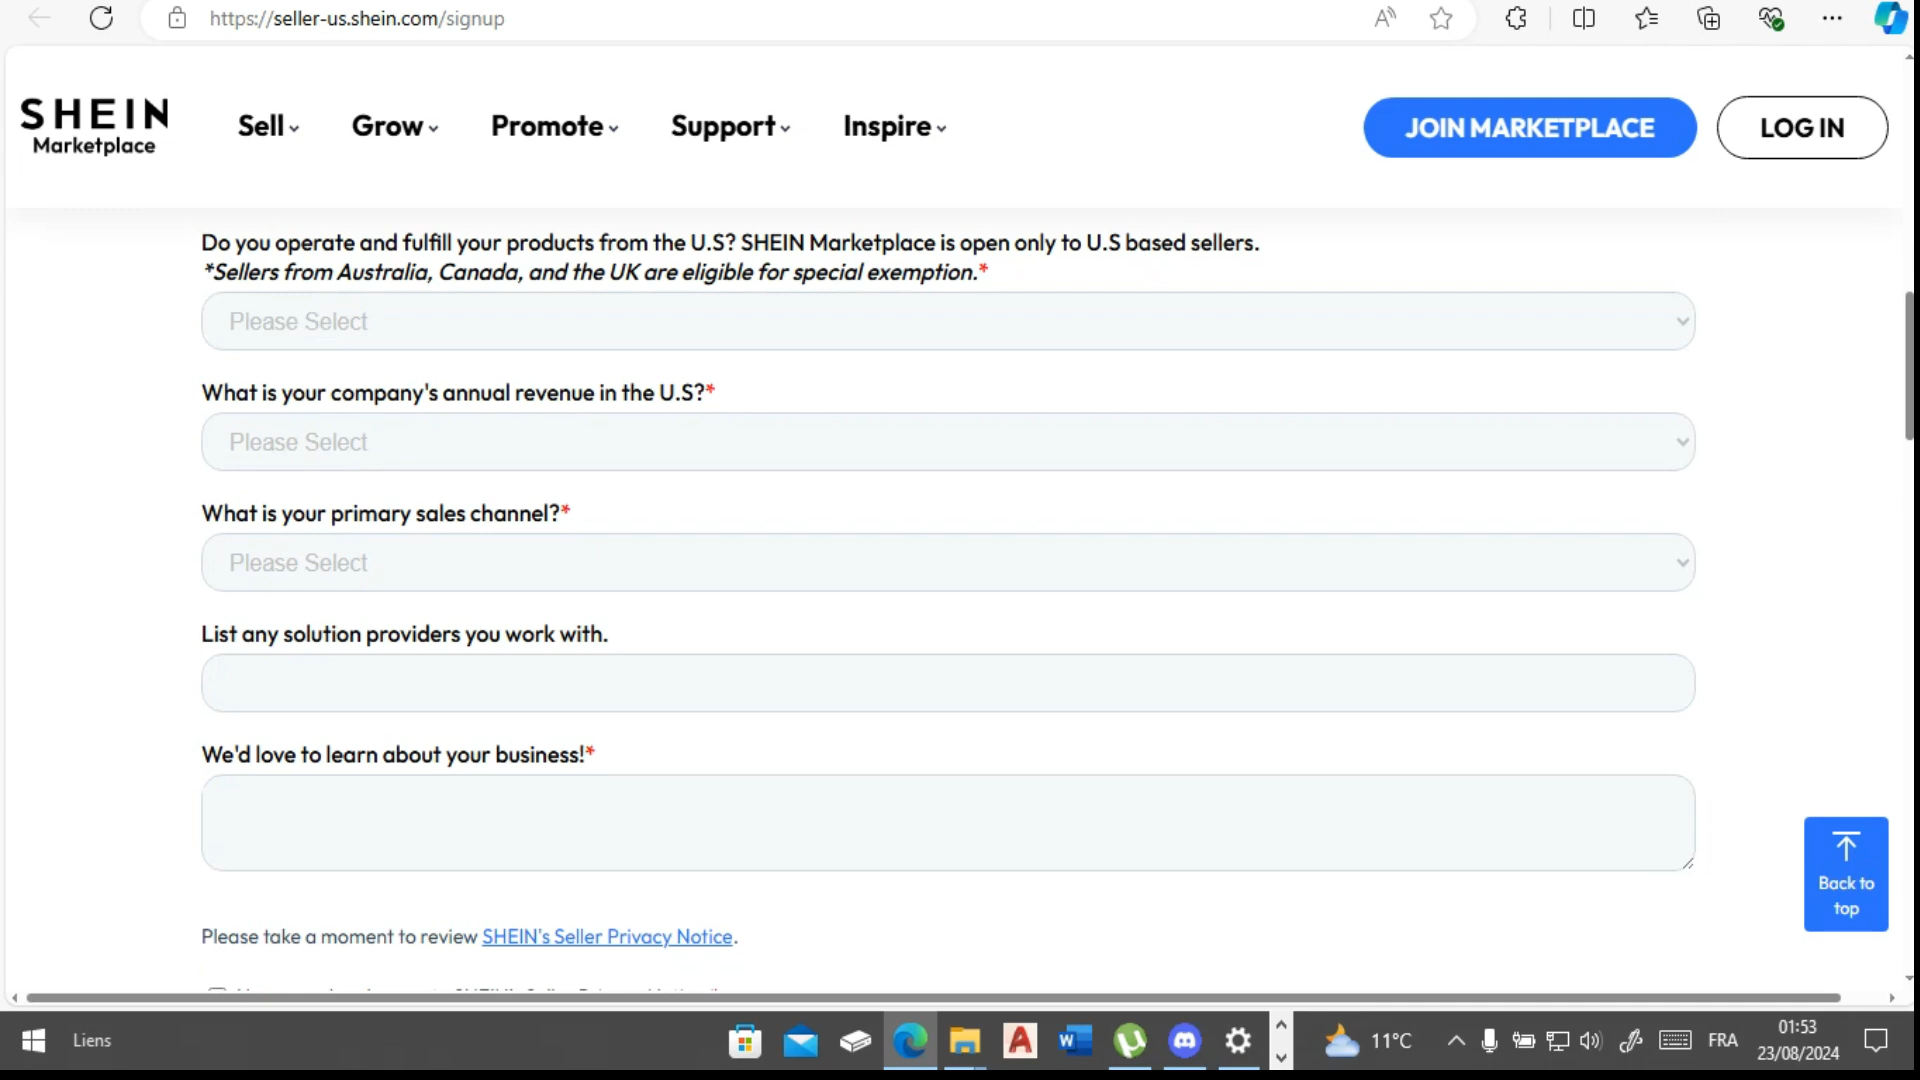 https://seller-us.shein.com/signup
SHEIN
Marketplace
Sell
Grow
Promote
Support
Inspire
JOIN MARKETPLACE
LOG IN
Do you operate and fulfill your products from the U.S? SHEIN Marketplace is open only to U.S based sellers.
*Sellers from Australia, Canada, and the UK are eligible for special exemption.*
Please Select
What is your company's annual revenue in the U.S?*
Please Select
What is your primary sales channel?*
Please Select
List any solution providers you work with.
We'd love to learn about your business!*
Back to
top
Please take a moment to review SHEIN's Seller Privacy Notice.
Liens
11°C
FRA
01:53
23/08/2024